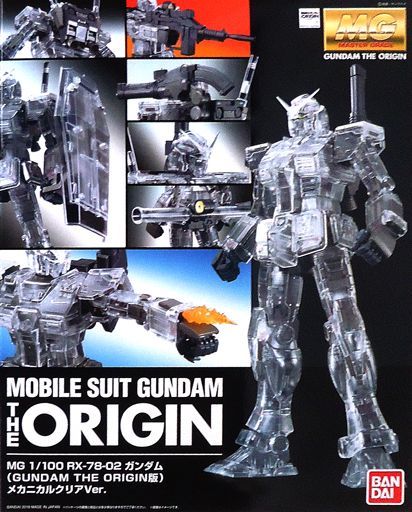 MG
MASTER GRADE
GUNDAM THE ORIGIN
MOBILE SUIT GUNDAM
THE ORIGIN
MG 1/100 RX-78-02 ガンダム
(GUNDAM THE ORIGIN版)
メカニカルクリアVer.
BAN
DAI